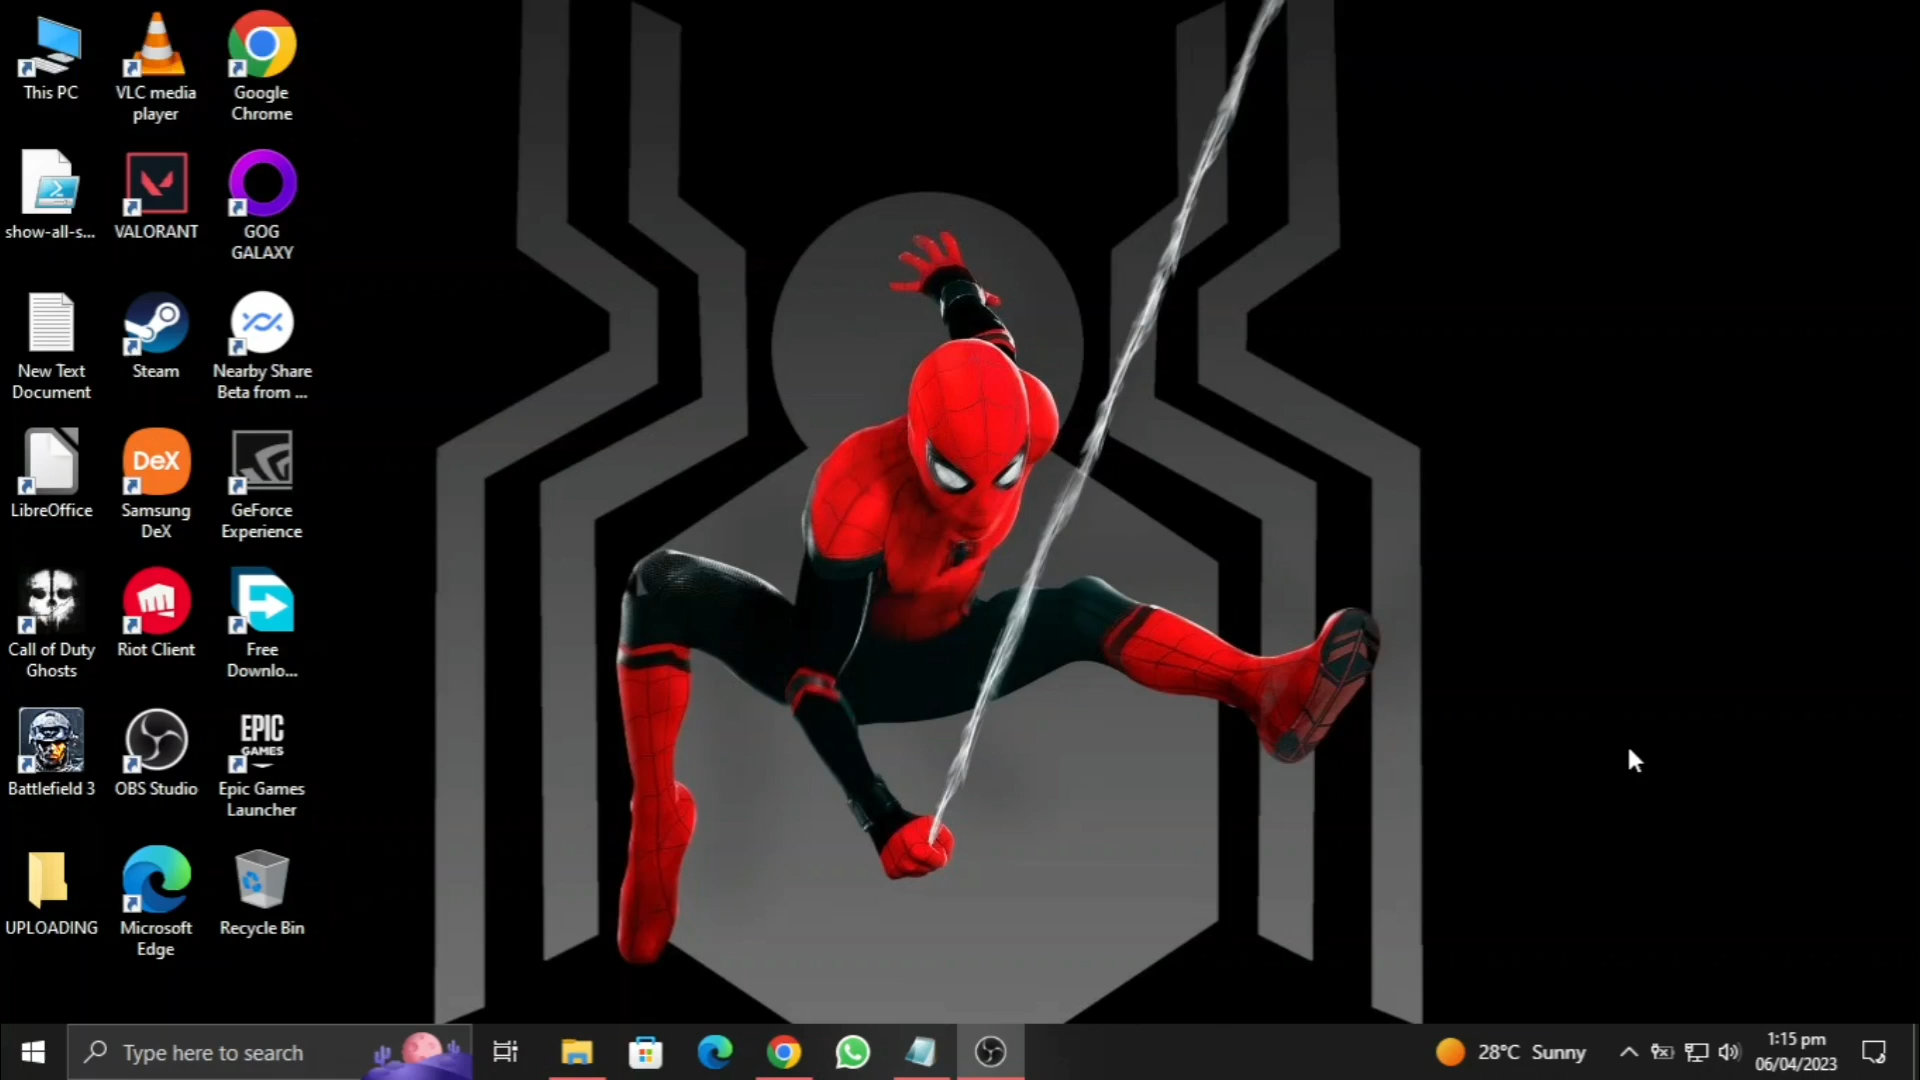 This PC
VLC media
player
Google
Chrome
show-all-s...
VALORANT
GOG
GALAXY
New Text
Document
Steam
Nearby Share
Beta from ...
LibreOffice
DeX
Samsung
DeX
GeForce
Experience
Call of Duty
Ghosts
Riot Client
Free
Downlo...
Battlefield 3
OBS Studio
EPIC
GAMES
Epic Games
Launcher
UPLOADING
Microsoft
Edge
Recycle Bin
Type here to search
28°C Sunny
1:15 pm
06/04/2023